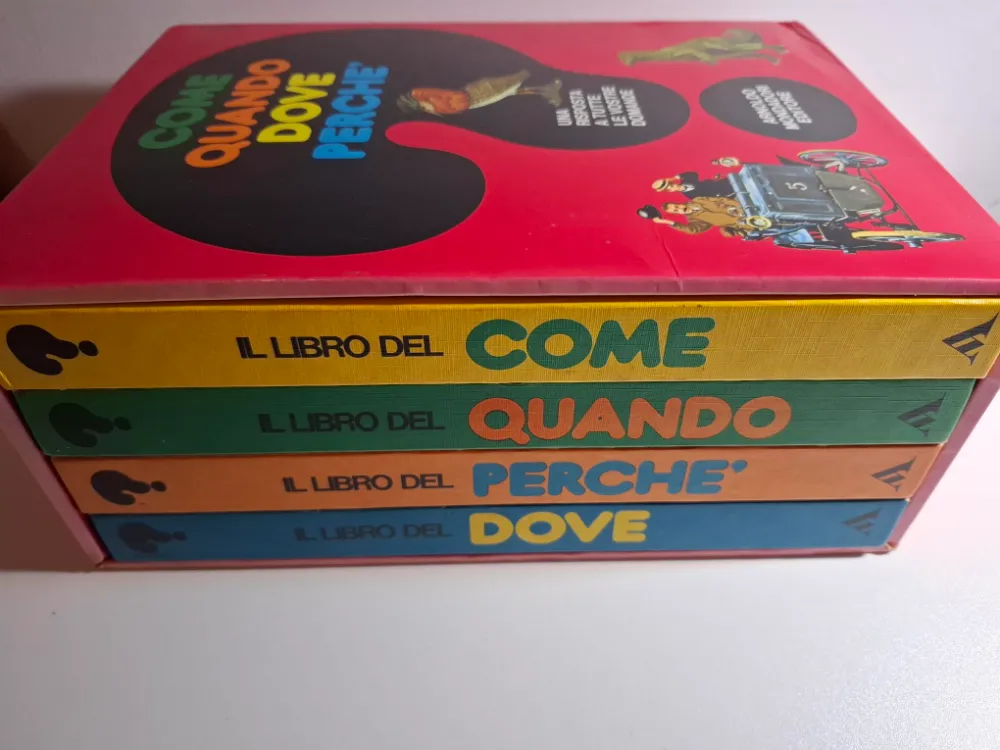 COME
QUANDO
DOVE
PERCHE'
UNA
RISPOSTA
A TUTTE
LE VOSTRE
DOMANDE
ARNOLDO
MONDADORI
EDITORE
5
IL LIBRO DEL COME
IL LIBRO DEL QUANDO
IL LIBRO DEL PERCHE'
IL LIBRO DEL DOVE